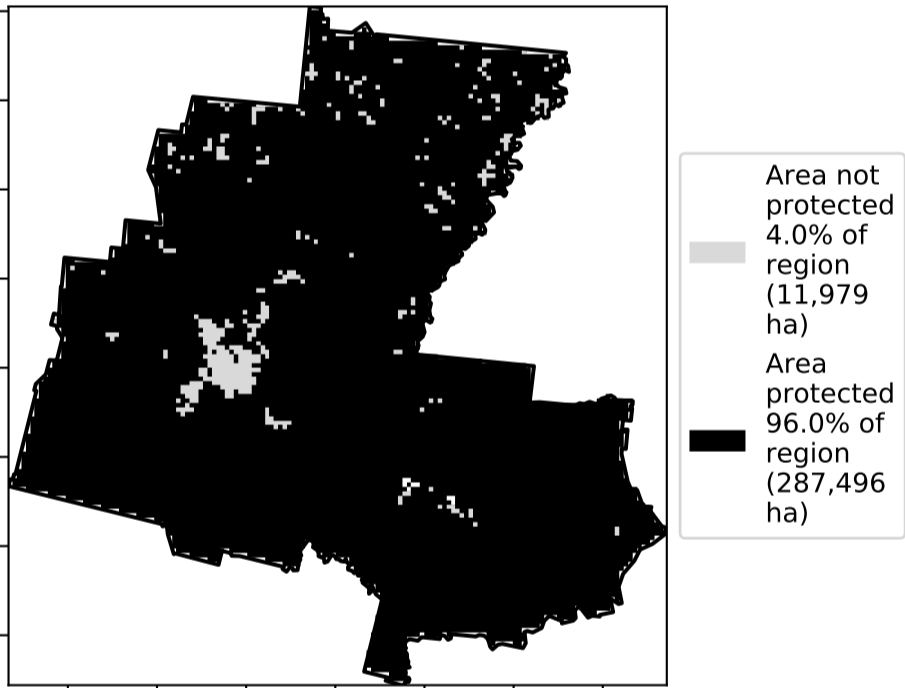 Area not
protected
4.0% of
region
(11,979
ha)
Area
protected
96.0% of
region
(287,496
ha)